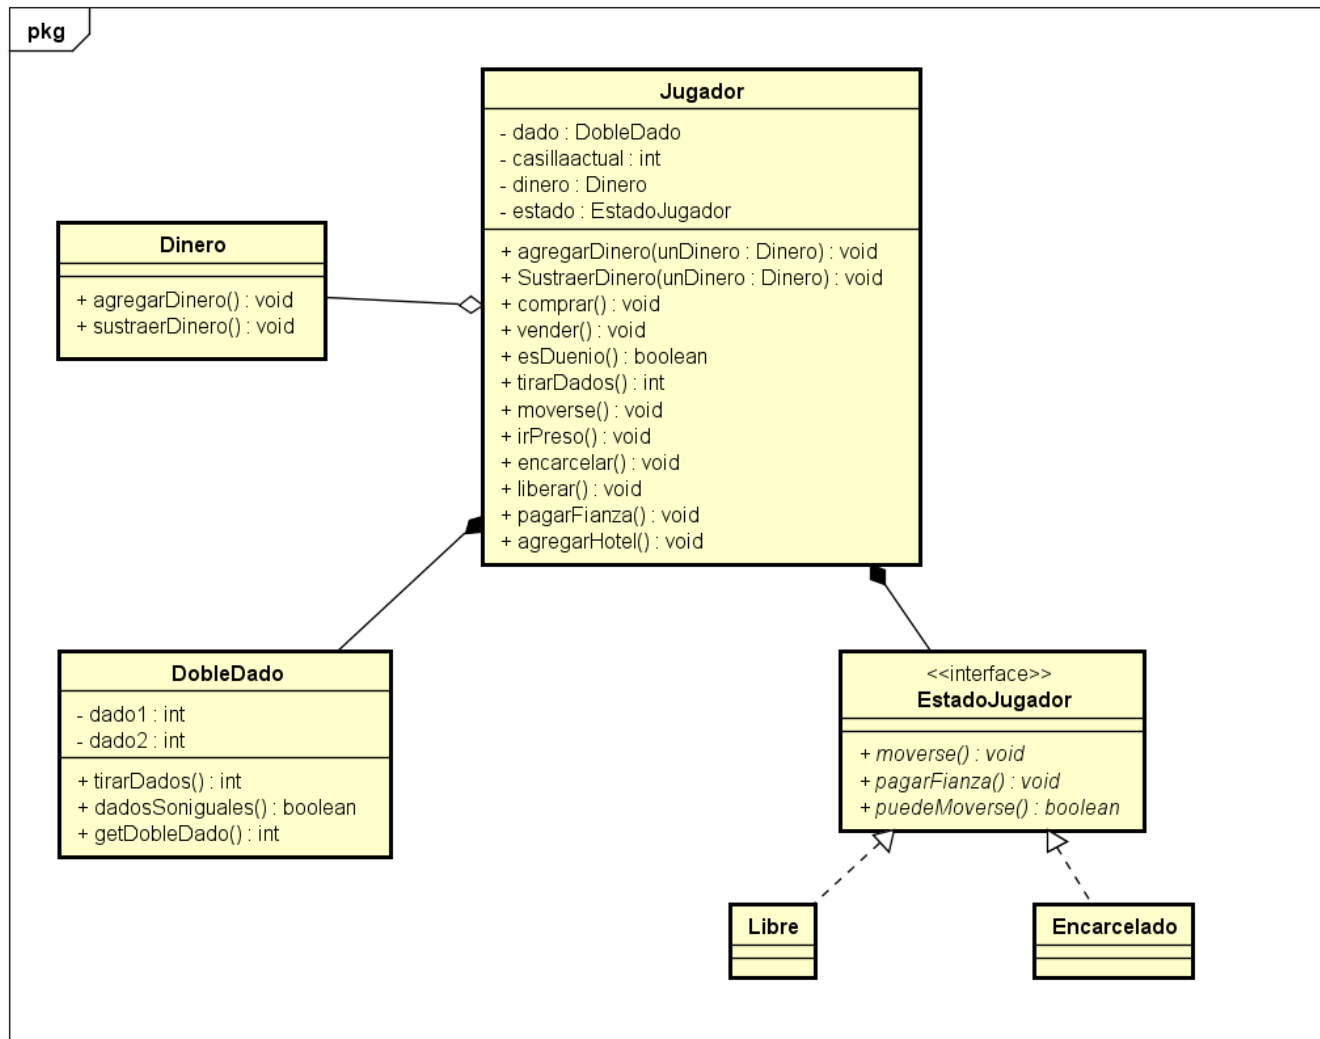 pkg
Jugador
- dado : DobleDado
- casillaactual : int
- dinero : Dinero
- estado : EstadoJugador
+ agregarDinero(unDinero : Dinero) : void
+ SustraerDinero(unDinero : Dinero) : void
+ comprar() : void
+ vender() : void
+ esDuenio() : boolean
+ tirarDados() : int
+ moverse() : void
+ irPreso() : void
+ encarcelar() : void
+ liberar() : void
+ pagarFianza() : void
+ agregarHotel() : void
Dinero
+ agregarDinero() : void
+ sustraerDinero() : void
DobleDado
- dado1 : int
- dado2 : int
+ tirarDados() : int
+ dadosSoniguales() : boolean
+ getDobleDado() : int
<<interface>>
EstadoJugador
+ moverse() : void
+ pagarFianza() : void
+ puedeMoverse() : boolean
Libre
Encarcelado